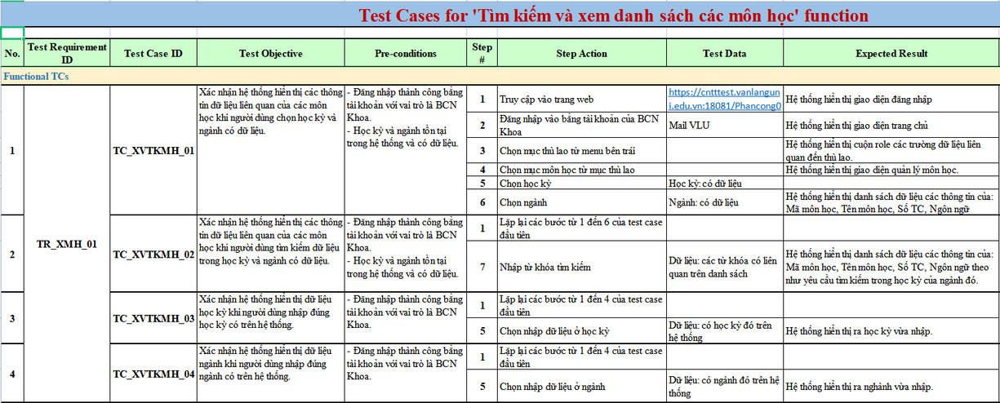 Test Cases for 'Tìm kiếm và xem danh sách các môn học' function
No.
Test Requirement
ID
Test Case ID
Test Objective
Pre-conditions
Step
#
Step Action
Test Data
Expected Result
Functional TCs
1
TR_XMH_01
TC_XVTKMH_01
Xác nhận hệ thống hiển thị các thông
tin dữ liệu liên quan của các môn
học khi người dùng chọn học kỳ và
ngành có dữ liệu.
- Đăng nhập thành công bằng
tài khoản với vai trò là BCN
Khoa.
- Học kỳ và ngành tồn tại
trong hệ thống và có dữ liệu.
1
Truy cập vào trang web
https://cntttest.vanlanguni
i.edu.vn:18081/Phancong0
Hệ thống hiển thị giao diện đăng nhập
2
Đăng nhập vào bằng tài khoản của BCN
Khoa
Mail VLU
Hệ thống hiển thị giao diện trang chủ
3
Chọn mục thù lao từ menu bên trái
Hệ thống hiển thị cuộn role các trường dữ liệu liên
quan đến thù lao.
4
Chọn mục môn học từ mục thù lao
Hệ thống hiển thị giao diện quản lý môn học.
5
Chọn học kỳ
Học kỳ: có dữ liệu
6
Chọn ngành
Ngành: có dữ liệu
Hệ thống hiển thị danh sách dữ liệu các thông tin của:
Mã môn học, Tên môn học, Số TC, Ngôn ngữ
2
TC_XVTKMH_02
Xác nhận hệ thống hiển thị các thông
tin dữ liệu liên quan của các môn
học khi người dùng tìm kiếm dữ liệu
trong học kỳ và ngành có dữ liệu.
- Đăng nhập thành công bằng
tài khoản với vai trò là BCN
Khoa.
- Học kỳ và ngành tồn tại
trong hệ thống và có dữ liệu.
1
Lặp lại các bước từ 1 đến 6 của test case
đầu tiên
7
Nhập từ khóa tìm kiếm
Dữ liệu: các từ khóa có liên
quan trên danh sách
Hệ thống hiển thị danh sách dữ liệu các thông tin của:
Mã môn học, Tên môn học, Số TC, Ngôn ngữ theo
như yêu cầu tìm kiếm trong học kỳ của ngành đó.
3
TC_XVTKMH_03
Xác nhận hệ thống hiển thị dữ liệu
học kỳ khi người dùng nhập đúng
học kỳ có trên hệ thống.
- Đăng nhập thành công bằng
tài khoản với vai trò là BCN
Khoa.
1
Lặp lại các bước từ 1 đến 4 của test case
đầu tiên
5
Chọn nhập dữ liệu ở học kỳ
Dữ liệu: có học kỳ đó trên
hệ thống
Hệ thống hiển thị ra học kỳ vừa nhập.
4
TC_XVTKMH_04
Xác nhận hệ thống hiển thị dữ liệu
ngành khi người dùng nhập đúng
ngành có trên hệ thống.
- Đăng nhập thành công bằng
tài khoản với vai trò là BCN
Khoa.
1
Lặp lại các bước từ 1 đến 4 của test case
đầu tiên
5
Chọn nhập dữ liệu ở ngành
Dữ liệu: có ngành đó trên hệ
thống
Hệ thống hiển thị ra nghành vừa nhập.